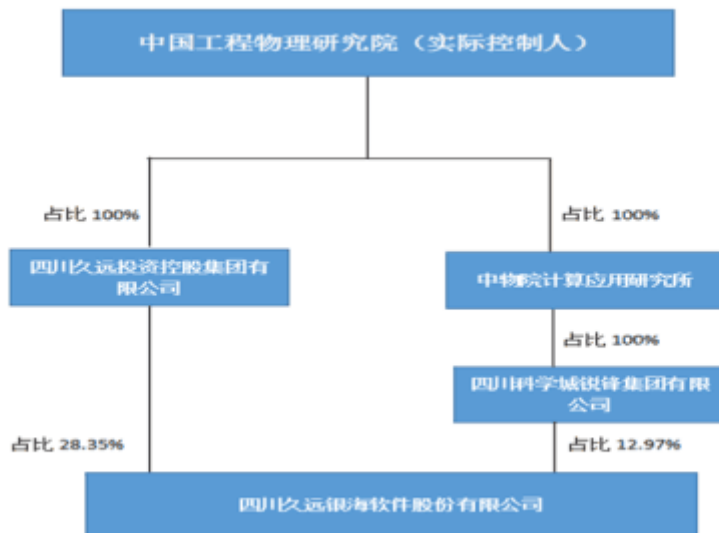 中国工程物理研究院（实际控制人）
占比 100%
占比 100%
四川久远投资控股集团有
限公司
中物院计算应用研究所
占比 100%
四川科学城锐锋集团有限
公司
占比 28.35%
占比 12.97%
四川久远银海软件股份有限公司